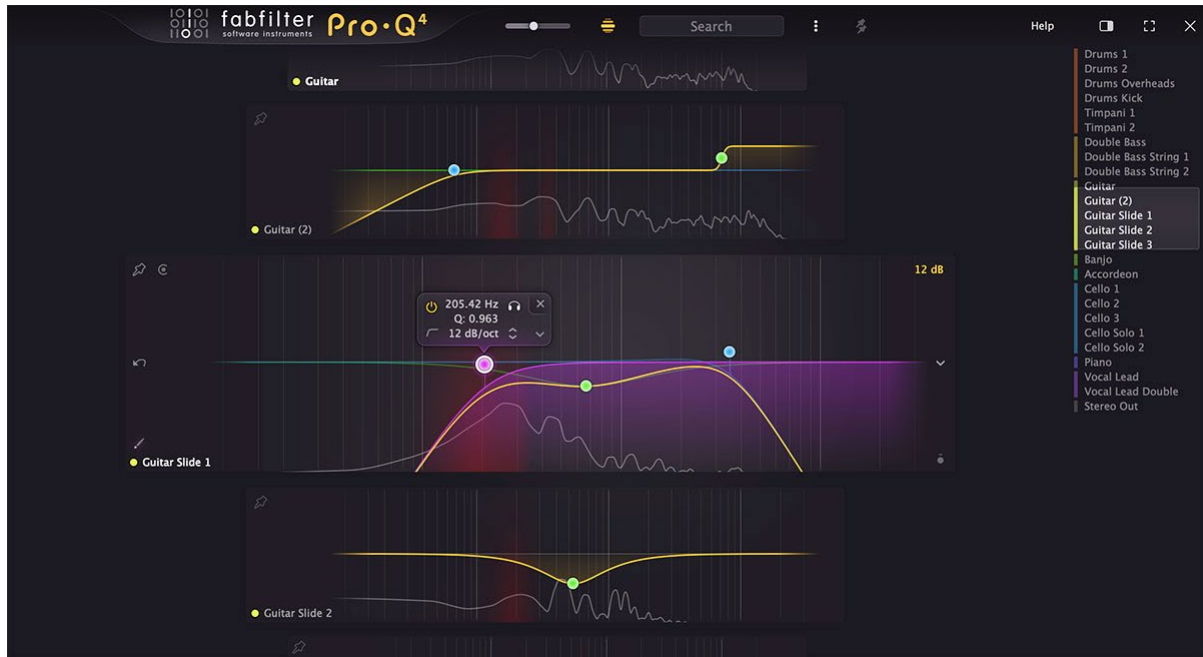 fabfilter
software instruments
Pro·Q4
Search
Help
Guitar
Guitar (2)
12 dB
205.42 Hz
Q: 0.963
12 dB/oct
Guitar Slide 1
Guitar Slide 2
Drums 1
Drums 2
Drums Overheads
Drums Kick
Timpani 1
Timpani 2
Double Bass
Double Bass String 1
Double Bass String 2
Guitar
Guitar (2)
Guitar Slide 1
Guitar Slide 2
Guitar Slide 3
Banjo
Accordeon
Cello 1
Cello 2
Cello 3
Cello Solo 1
Cello Solo 2
Piano
Vocal Lead
Vocal Lead Double
Stereo Out